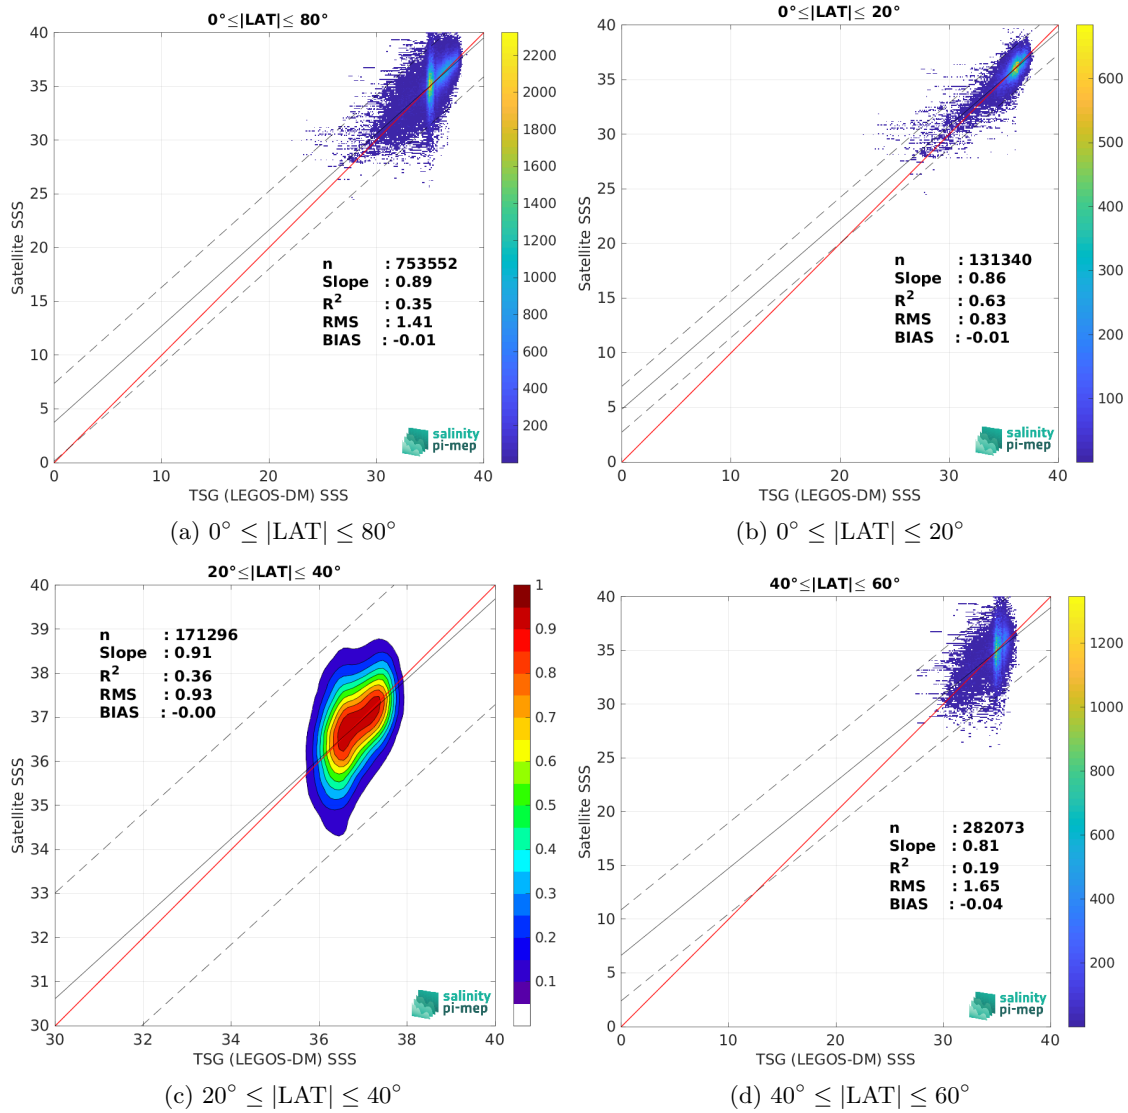 0°≤|LAT|≤ 80°
40
35
30
25
20
15
10
5
0
Satellite SSS
n : 753552
Slope : 0.89
R² : 0.35
RMS : 1.41
BIAS : -0.01
salinity
pi-mep
0 10 20 30 40
TSG (LEGOS-DM) SSS
2200
2000
1800
1600
1400
1200
1000
800
600
400
200
(a) 0° ≤ |LAT| ≤ 80°
0°≤|LAT|≤ 20°
40
35
30
25
20
15
10
5
0
Satellite SSS
n : 131340
Slope : 0.86
R² : 0.63
RMS : 0.83
BIAS : -0.01
salinity
pi-mep
0 10 20 30 40
TSG (LEGOS-DM) SSS
600
500
400
300
200
100
(b) 0° ≤ |LAT| ≤ 20°
20°≤|LAT|≤ 40°
40
39
38
37
36
35
34
33
32
31
30
Satellite SSS
n : 171296
Slope : 0.91
R² : 0.36
RMS : 0.93
BIAS : -0.00
salinity
pi-mep
30 32 34 36 38 40
TSG (LEGOS-DM) SSS
1
0.9
0.8
0.7
0.6
0.5
0.4
0.3
0.2
0.1
(c) 20° ≤ |LAT| ≤ 40°
40°≤|LAT|≤ 60°
40
35
30
25
20
15
10
5
0
Satellite SSS
n : 282073
Slope : 0.81
R² : 0.19
RMS : 1.65
BIAS : -0.04
salinity
pi-mep
0 10 20 30 40
TSG (LEGOS-DM) SSS
1200
1000
800
600
400
200
(d) 40° ≤ |LAT| ≤ 60°